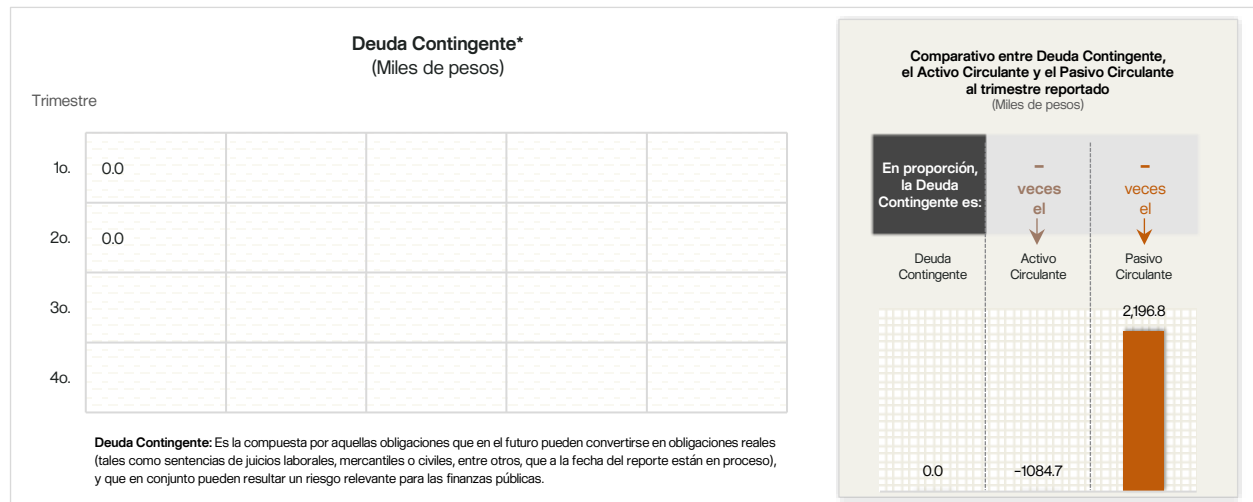 Deuda Contingente*
(Miles de pesos)
Trimestre
1o. 0.0
2o. 0.0
3o.
4o.
Deuda Contingente: Es la compuesta por aquellas obligaciones que en el futuro pueden convertirse en obligaciones reales
(tales como sentencias de juicios laborales, mercantiles o civiles, entre otros, que a la fecha del reporte están en proceso),
y que en conjunto pueden resultar un riesgo relevante para las finanzas públicas.
Comparativo entre Deuda Contingente,
el Activo Circulante y el Pasivo Circulante
al trimestre reportado
(Miles de pesos)
En proporción,
la Deuda
Contingente es:
–
veces
el
–
veces
el
Deuda
Contingente
Activo
Circulante
Pasivo
Circulante
2,196.8
0.0
-1084.7